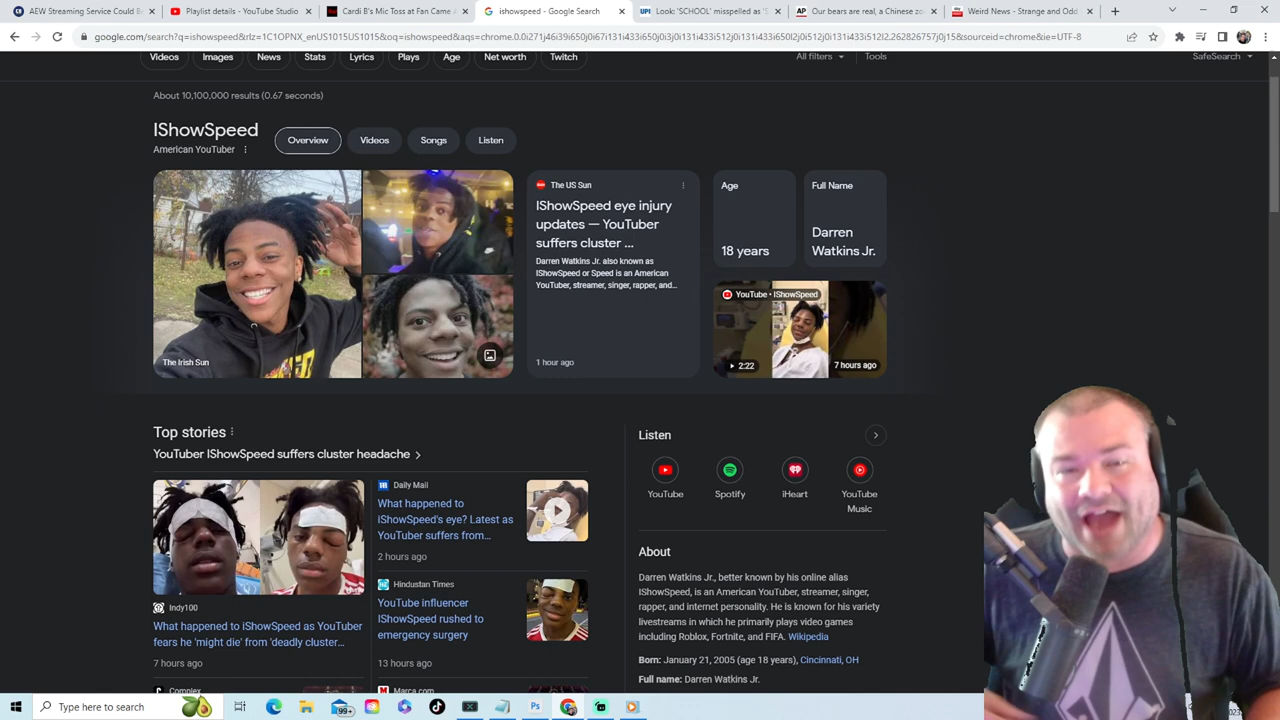 AEW Streaming Service Could B
Playlist details - YouTube Studio
Cardi B's Mic Toss at Fan Came A
ishowspeed - Google Search
Look: 'SCHOOL' misspelled as 'S
Our bears are real, a Chinese zo
Weird News - Strange and Odd
google.com/search?q=ishowspeed&rlz=1C1OPNX_enUS1015US1015&oq=ishowspeed&aqs=chrome.0.0i271j46i39i650j0i67i131i433i650j0i3j0i131i433i512j0i131i433i650l2j0i512j0i131i433i512l2.262826757j0j15&sourceid=chrome&ie=UTF-8
Videos
Images
News
Stats
Lyrics
Plays
Age
Net worth
Twitch
All filters
Tools
SafeSearch
About 10,100,000 results (0.67 seconds)
IShowSpeed
American YouTuber
Overview
Videos
Songs
Listen
The Irish Sun
The US Sun
IShowSpeed eye injury
updates — YouTuber
suffers cluster ...
Darren Watkins Jr. also known as
IShowSpeed or Speed is an American
YouTuber, streamer, singer, rapper, and...
1 hour ago
Age
18 years
Full Name
Darren
Watkins Jr.
YouTube • IShowSpeed
2:22
7 hours ago
Top stories
YouTuber IShowSpeed suffers cluster headache
Indy100
What happened to iShowSpeed as YouTuber
fears he 'might die' from 'deadly cluster...
7 hours ago
Complex
Daily Mail
What happened to
iShowSpeed's eye? Latest as
YouTuber suffers from...
2 hours ago
Hindustan Times
YouTube influencer
IShowSpeed rushed to
emergency surgery
13 hours ago
Marca.com
Listen
YouTube
Spotify
iHeart
YouTube
Music
About
Darren Watkins Jr., better known by his online alias
IShowSpeed, is an American YouTuber, streamer, singer,
rapper, and internet personality. He is known for his variety
livestreams in which he primarily plays video games
including Roblox, Fortnite, and FIFA. Wikipedia
Born: January 21, 2005 (age 18 years), Cincinnati, OH
Full name: Darren Watkins Jr.
Type here to search
99+